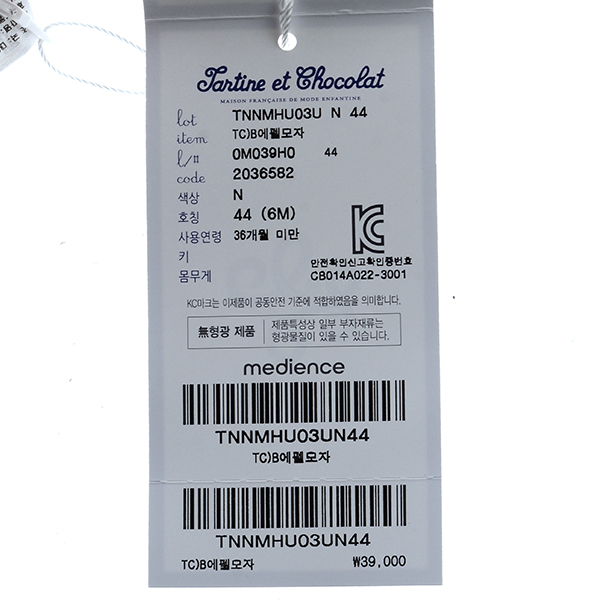 Tartine et Chocolat
MAISON FRANÇAISE DE MODE ENFANTINE
lot TNNMHU03U N 44
item TC)B에펠모자
l/# 0M039H0 44
code 2036582
색상 N
호칭 44 (6M)
사용연령 36개월 미만
키
몸무게
안전확인신고확인증번호
CB014A022-3001
KC마크는 이제품이 공통안전 기준에 적합하였음을 의미합니다.
無형광 제품
제품특성상 일부 부자재류는
형광물질이 있을 수 있습니다.
medience
TNNMHU03UN44
TC)B에펠모자
TNNMHU03UN44
TC)B에펠모자 ₩39,000